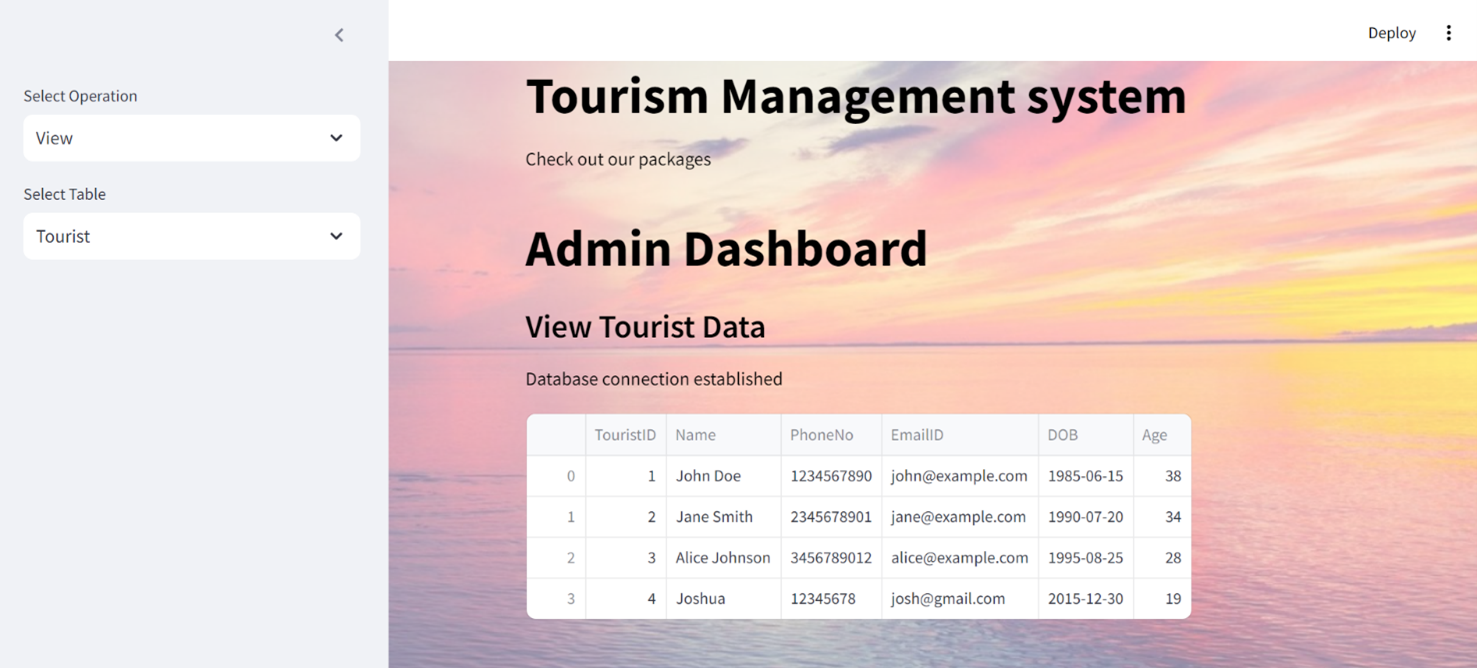 Deploy
Select Operation
View
Select Table
Tourist
Tourism Management system
Check out our packages
Admin Dashboard
View Tourist Data
Database connection established
TouristID Name PhoneNo EmailID DOB Age
0 1 John Doe 1234567890 john@example.com 1985-06-15 38
1 2 Jane Smith 2345678901 jane@example.com 1990-07-20 34
2 3 Alice Johnson 3456789012 alice@example.com 1995-08-25 28
3 4 Joshua 12345678 josh@gmail.com 2015-12-30 19